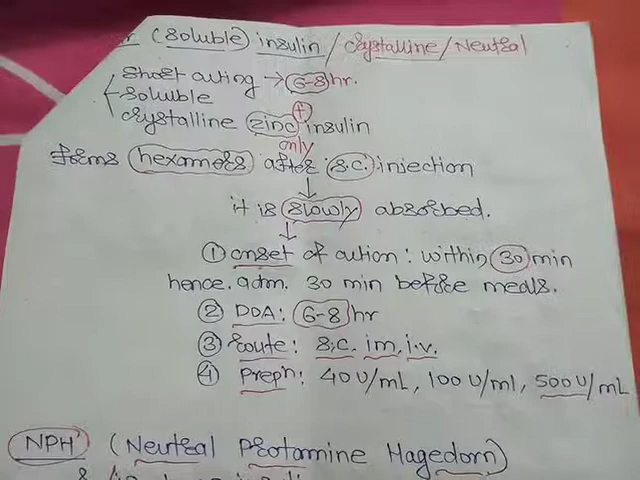 (Soluble) insulin / Crystalline / Neutral
Short acting → 6-8 hr.
Soluble
Crystalline Zinc insulin
(+)
only
forms hexamers after s.c. injection
↓
it is slowly absorbed.
↓
① onset of action : within 30 min
hence. adm. 30 min before meals.
② DOA: 6-8 hr
③ Route: s.c. im. i.v.
④ Prepn: 40 U/mL, 100 U/ml, 500 U/mL
NPH (Neutral Protamine Hagedorn)